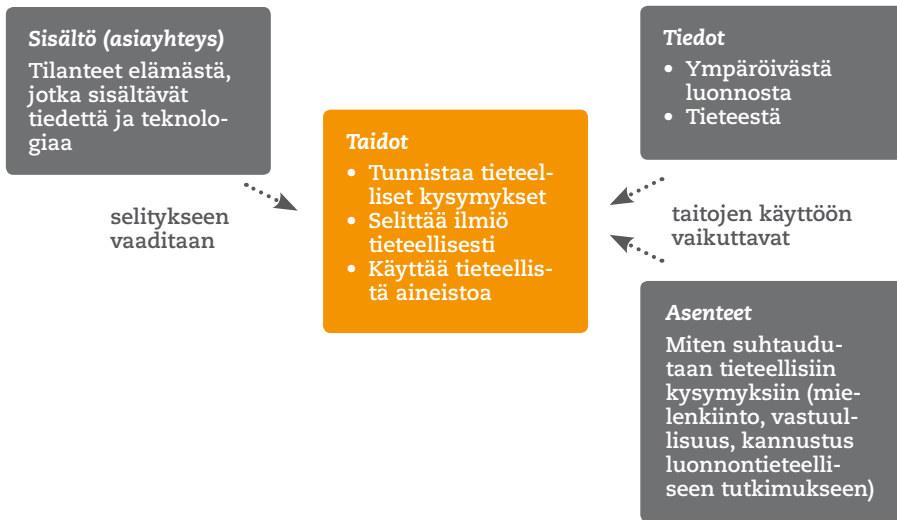 Sisältö (asiayhteys)
Tilanteet elämästä,
jotka sisältävät
tiedettä ja teknolo-
giaa
selitykseen
vaaditaan
Taidot
• Tunnistaa tieteel-
liset kysymykset
• Selittää ilmiö
tieteellisesti
• Käyttää tieteellis-
tä aineistoa
Tiedot
• Ympäröivästä
luonnosta
• Tieteestä
taitojen käyttöön
vaikuttavat
Asenteet
Miten suhtaudu-
taan tieteellisiin
kysymyksiin (mie-
lenkiinto, vastuul-
lisuus, kannustus
luonnontieteelli-
seen tutkimukseen)